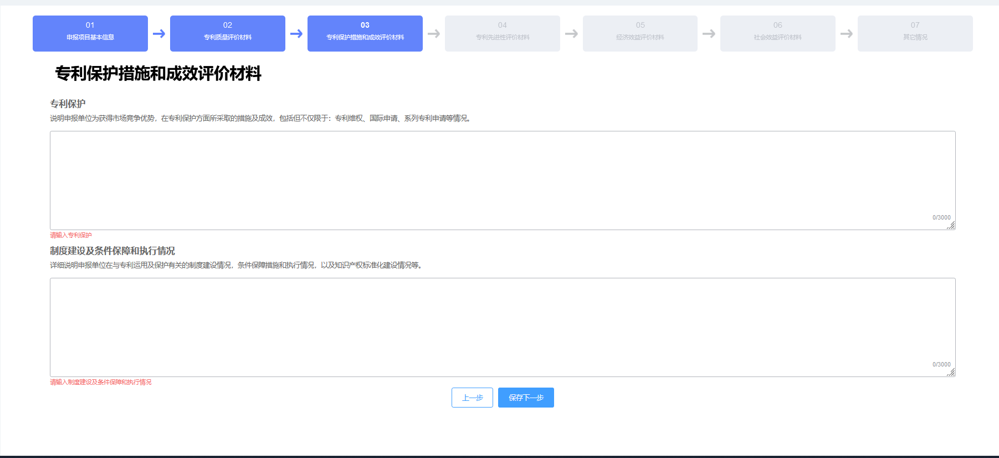 01
申报项目基本信息
02
专利质量评价材料
03
专利保护措施和成效评价材料
04
专利先进性评价材料
05
经济效益评价材料
06
社会效益评价材料
07
其它情况
专利保护措施和成效评价材料
专利保护
说明申报单位为获得市场竞争优势，在专利保护方面所采取的措施及成效，包括但不仅限于：专利维权、国际申请、系列专利申请等情况。
0/3000
请输入专利保护
制度建设及条件保障和执行情况
详细说明申报单位在与专利运用及保护有关的制度建设情况，条件保障措施和执行情况，以及知识产权标准化建设情况等。
0/3000
请输入制度建设及条件保障和执行情况
上一步
保存下一步